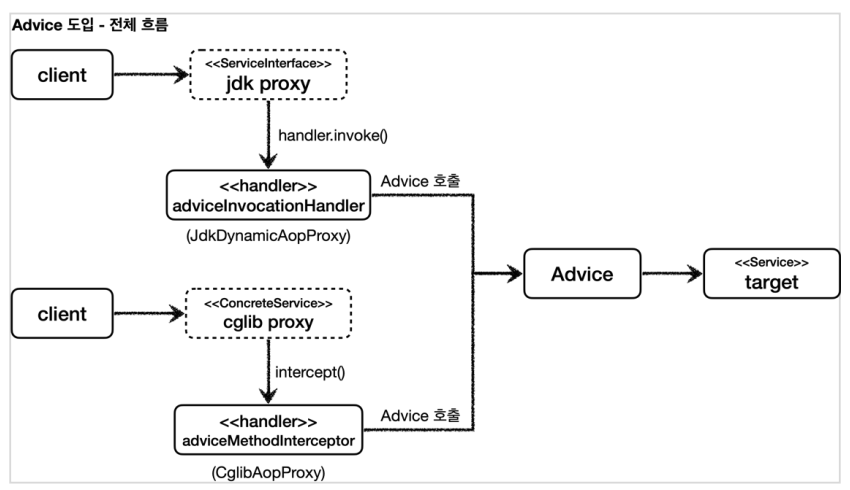 Advice 도입 - 전체 흐름
client
<<ServiceInterface>>
jdk proxy
handler.invoke()
<<handler>>
adviceInvocationHandler
(JdkDynamicAopProxy)
Advice 호출
Advice
<<Service>>
target
client
<<ConcreteService>>
cglib proxy
intercept()
<<handler>>
adviceMethodInterceptor
(CglibAopProxy)
Advice 호출